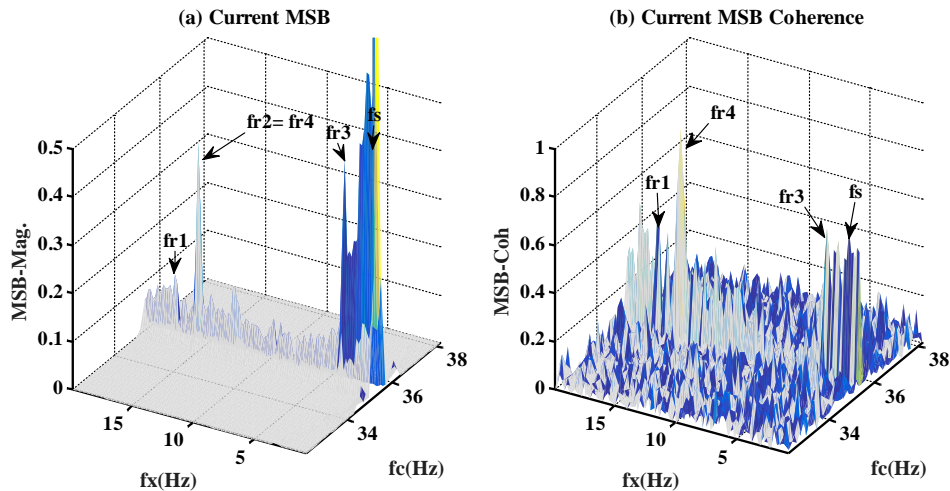 (a) Current MSB
0.5
0.4
0.3
0.2
0.1
0
MSB-Mag.
fr1
fr2= fr4
fr3
fs
15
10
5
fx(Hz)
34
36
38
fc(Hz)
(b) Current MSB Coherence
1
0.8
0.6
0.4
0.2
0
MSB-Coh
fr1
fr4
fr3
fs
15
10
5
fx(Hz)
34
36
38
fc(Hz)